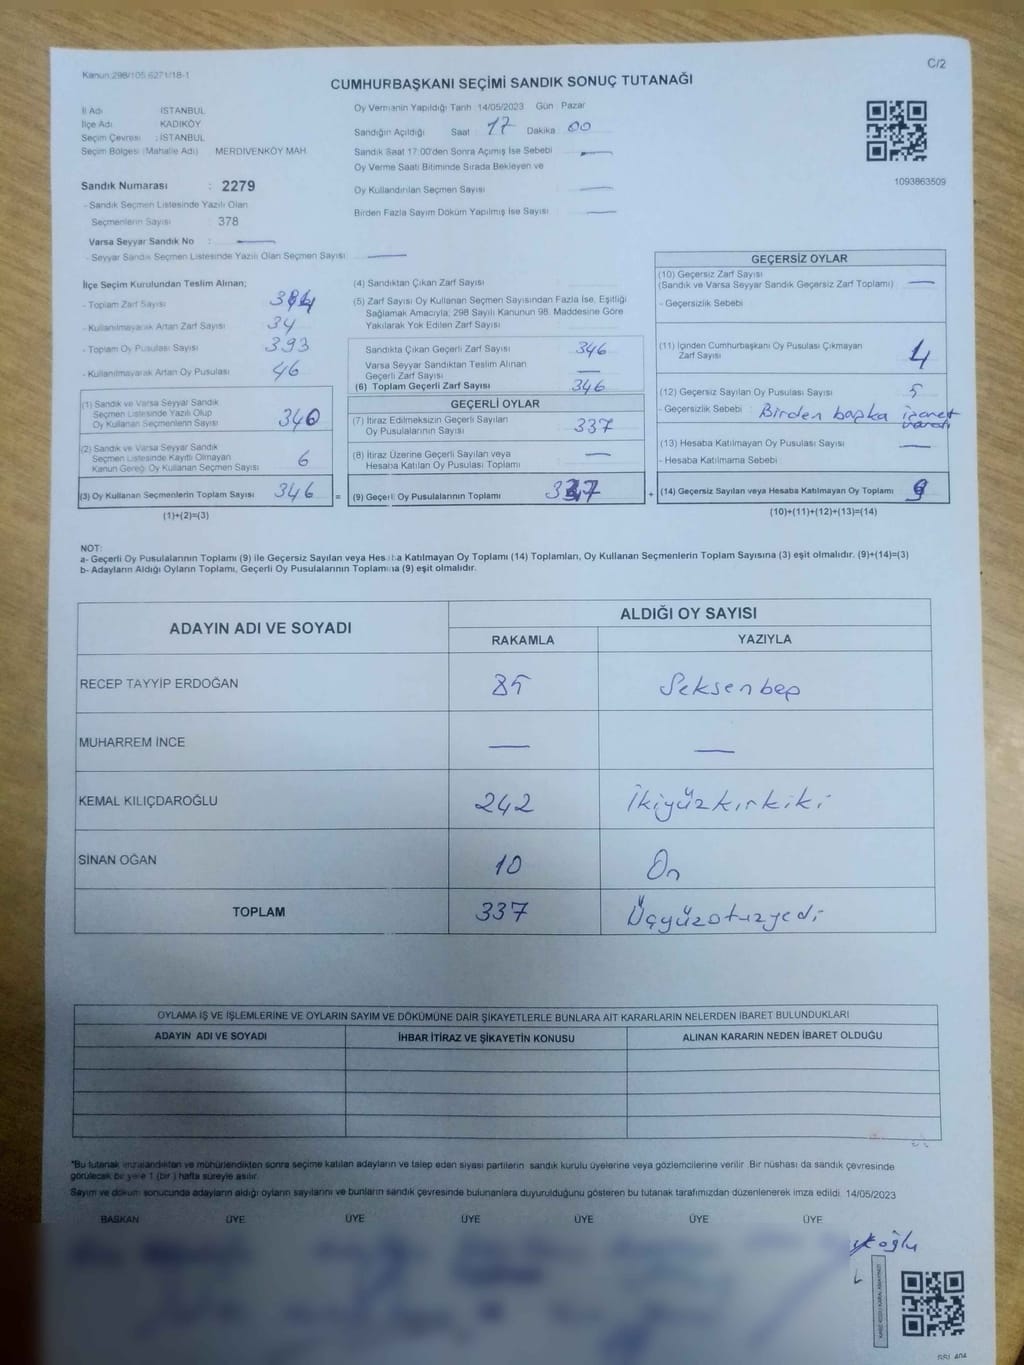 C/2
Kanun:298/105 6271/18-1
CUMHURBAŞKANI SEÇİMİ SANDIK SONUÇ TUTANAĞI
İl Adı İSTANBUL
İlçe Adı KADIKÖY
Seçim Çevresi : İSTANBUL
Seçim Bölgesi (Mahalle Adı) MERDİVENKÖY MAH.
Sandık Numarası : 2279
- Sandık Seçmen Listesinde Yazılı Olan
Seçmenlerin Sayısı : 378
Varsa Seyyar Sandık No : —
- Seyyar Sandık Seçmen Listesinde Yazılı Olan Seçmen Sayısı —
Oy Vermenin Yapıldığı Tarih 14/05/2023 Gün Pazar
Sandığın Açıldığı Saat 17 Dakika 00
Sandık Saat 17:00'den Sonra Açımış İse Sebebi —
Oy Verme Saati Bitiminde Sırada Bekleyen ve
Oy Kullandırılan Seçmen Sayısı —
Birden Fazla Sayım Döküm Yapılmış İse Sayısı —
1093863509
İlçe Seçim Kurulundan Teslim Alınan;
- Toplam Zarf Sayısı
- Kullanılmayarak Artan Zarf Sayısı 34
- Toplam Oy Pusulası Sayısı 393
- Kullanılmayarak Artan Oy Pusulası 46
(1) Sandık ve Varsa Seyyar Sandık
Seçmen Listesinde Yazılı Olup
Oy Kullanan Seçmenlerin Sayısı 340
(2) Sandık ve Varsa Seyyar Sandık
Seçmen Listesinde Kayıtlı Olmayan
Kanun Gereği Oy Kullanan Seçmen Sayısı 6
(3) Oy Kullanan Seçmenlerin Toplam Sayısı 346 =
(1)+(2)=(3)
(4) Sandıktan Çıkan Zarf Sayısı
(5) Zarf Sayısı Oy Kullanan Seçmen Sayısından Fazla İse, Eşitliği
Sağlamak Amacıyla; 298 Sayılı Kanunun 98. Maddesine Göre
Yakılarak Yok Edilen Zarf Sayısı
Sandıkta Çıkan Geçerli Zarf Sayısı 346
Varsa Seyyar Sandıktan Teslim Alınan
Geçerli Zarf Sayısı —
(6) Toplam Geçerli Zarf Sayısı 346
GEÇERLİ OYLAR
(7) İtiraz Edilmeksizin Geçerli Sayılan
Oy Pusulalarının Sayısı 337
(8) İtiraz Üzerine Geçerli Sayılan veya
Hesaba Katılan Oy Pusulası Toplamı —
(9) Geçerli Oy Pusulalarının Toplamı 337 +
GEÇERSİZ OYLAR
(10) Geçersiz Zarf Sayısı
(Sandık ve Varsa Seyyar Sandık Geçersiz Zarf Toplamı) —
- Geçersizlik Sebebi
(11) İçinden Cumhurbaşkanı Oy Pusulası Çıkmayan
Zarf Sayısı 4
(12) Geçersiz Sayılan Oy Pusulası Sayısı 5
- Geçersizlik Sebebi : Birden başka işaret
(13) Hesaba Katılmayan Oy Pusulası Sayısı —
- Hesaba Katılmama Sebebi
(14) Geçersiz Sayılan veya Hesaba Katılmayan Oy Toplamı 9
(10)+(11)+(12)+(13)=(14)
NOT:
a- Geçerli Oy Pusulalarının Toplamı (9) ile Geçersiz Sayılan veya Hesaba Katılmayan Oy Toplamı (14) Toplamları, Oy Kullanan Seçmenlerin Toplam Sayısına (3) eşit olmalıdır. (9)+(14)=(3)
b- Adayların Aldığı Oyların Toplamı, Geçerli Oy Pusulalarının Toplamına (9) eşit olmalıdır.
ADAYIN ADI VE SOYADI ALDIĞI OY SAYISI
RAKAMLA YAZIYLA
RECEP TAYYİP ERDOĞAN 85 Seksenbeş
MUHARREM İNCE — —
KEMAL KILIÇDAROĞLU 242 İkiyüzkırkiki
SİNAN OĞAN 10 On
TOPLAM 337 Üçyüzotuzyedi
OYLAMA İŞ VE İŞLEMLERİNE VE OYLARIN SAYIM VE DÖKÜMÜNE DAİR ŞİKAYETLERLE BUNLARA AİT KARARLARIN NELERDEN İBARET BULUNDUKLARI
ADAYIN ADI VE SOYADI İHBAR İTİRAZ VE ŞİKAYETİN KONUSU ALINAN KARARIN NEDEN İBARET OLDUĞU
*Bu tutanak imzalandıktan ve mühürlendikten sonra seçime katılan adayların ve talep eden siyasi partilerin sandık kurulu üyelerine veya gözlemcilerine verilir. Bir nüshası da sandık çevresinde
görülecek bir yere 1 (bir) hafta süreyle asılır.
Sayım ve döküm sonucunda adayların aldığı oyların sayılarını ve bunların sandık çevresinde bulunanlara duyurulduğunu gösteren bu tutanak tarafımızdan düzenlenerek imza edildi. 14/05/2023
BAŞKAN ÜYE ÜYE ÜYE ÜYE ÜYE ÜYE